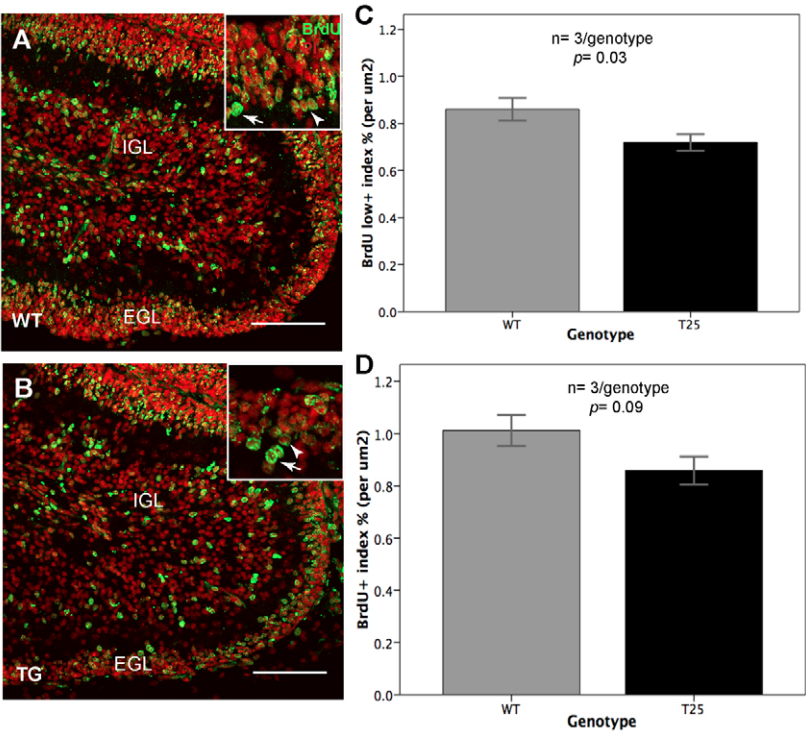 A
BrdU
IGL
EGL
WT
B
IGL
EGL
TG
C
n= 3/genotype
p= 0.03
BrdU low+ index % (per um2)
1.2
1.0
0.8
0.6
0.4
0.2
0.0
WT
T25
Genotype
D
n= 3/genotype
p= 0.09
BrdU+ index % (per um2)
1.2
1.0
0.8
0.6
0.4
0.2
0.0
WT
T25
Genotype